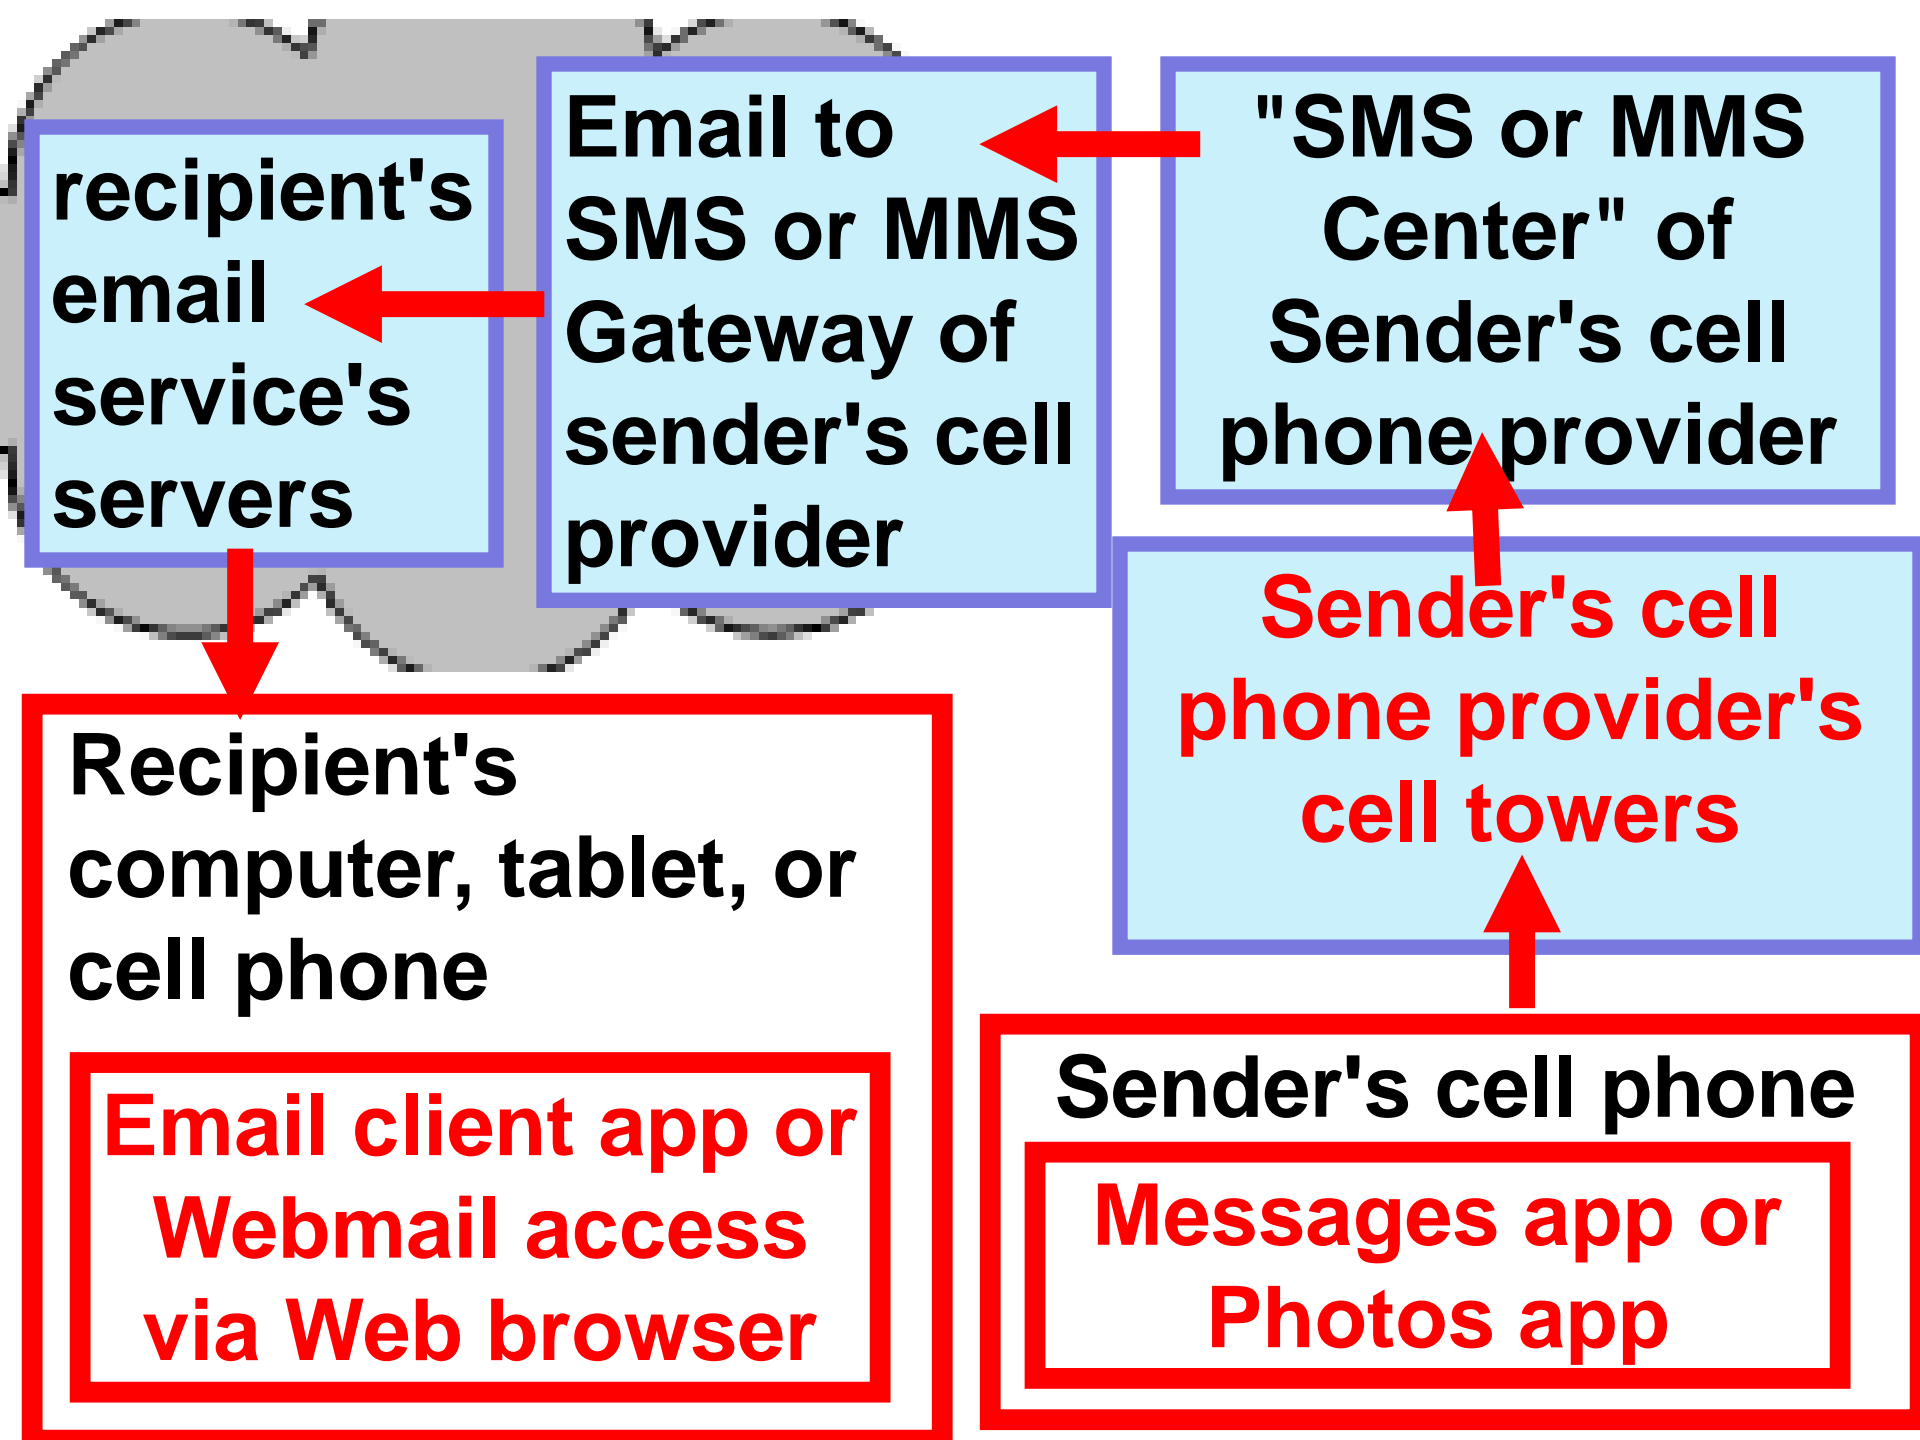 recipient's
email
service's
servers
Email to
SMS or MMS
Gateway of
sender's cell
provider
"SMS or MMS
Center" of
Sender's cell
phone provider
Sender's cell
phone provider's
cell towers
Recipient's
computer, tablet, or
cell phone
Email client app or
Webmail access
via Web browser
Sender's cell phone
Messages app or
Photos app